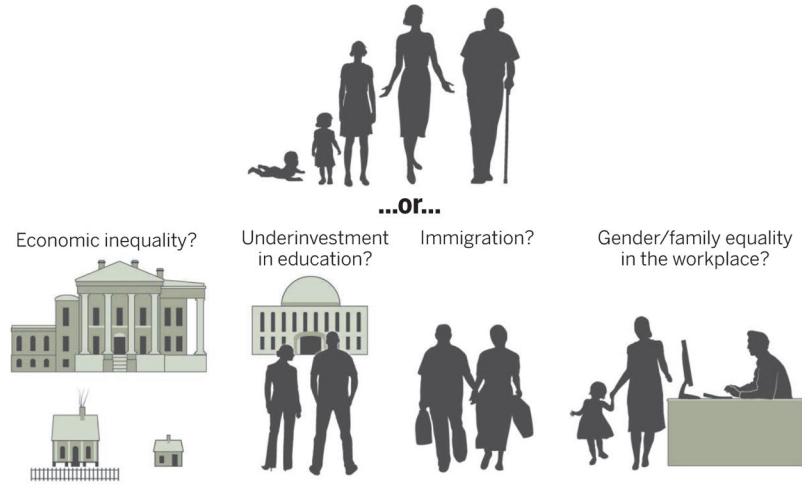 ...or...
Economic inequality?
Underinvestment
in education?
Immigration?
Gender/family equality
in the workplace?